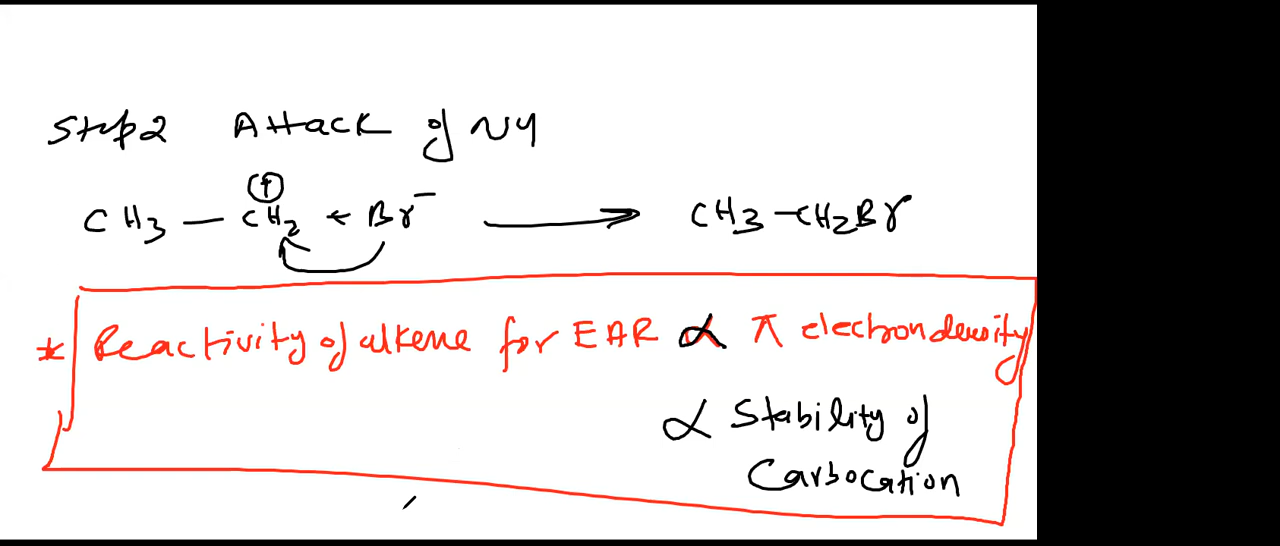 Step2 Attack of Nu
CH3 — CH2⊕ + Br⁻ ⟶ CH3 — CH2Br
* Reactivity of alkene for EAR ∝ π electron density
∝ Stability of
Carbocation